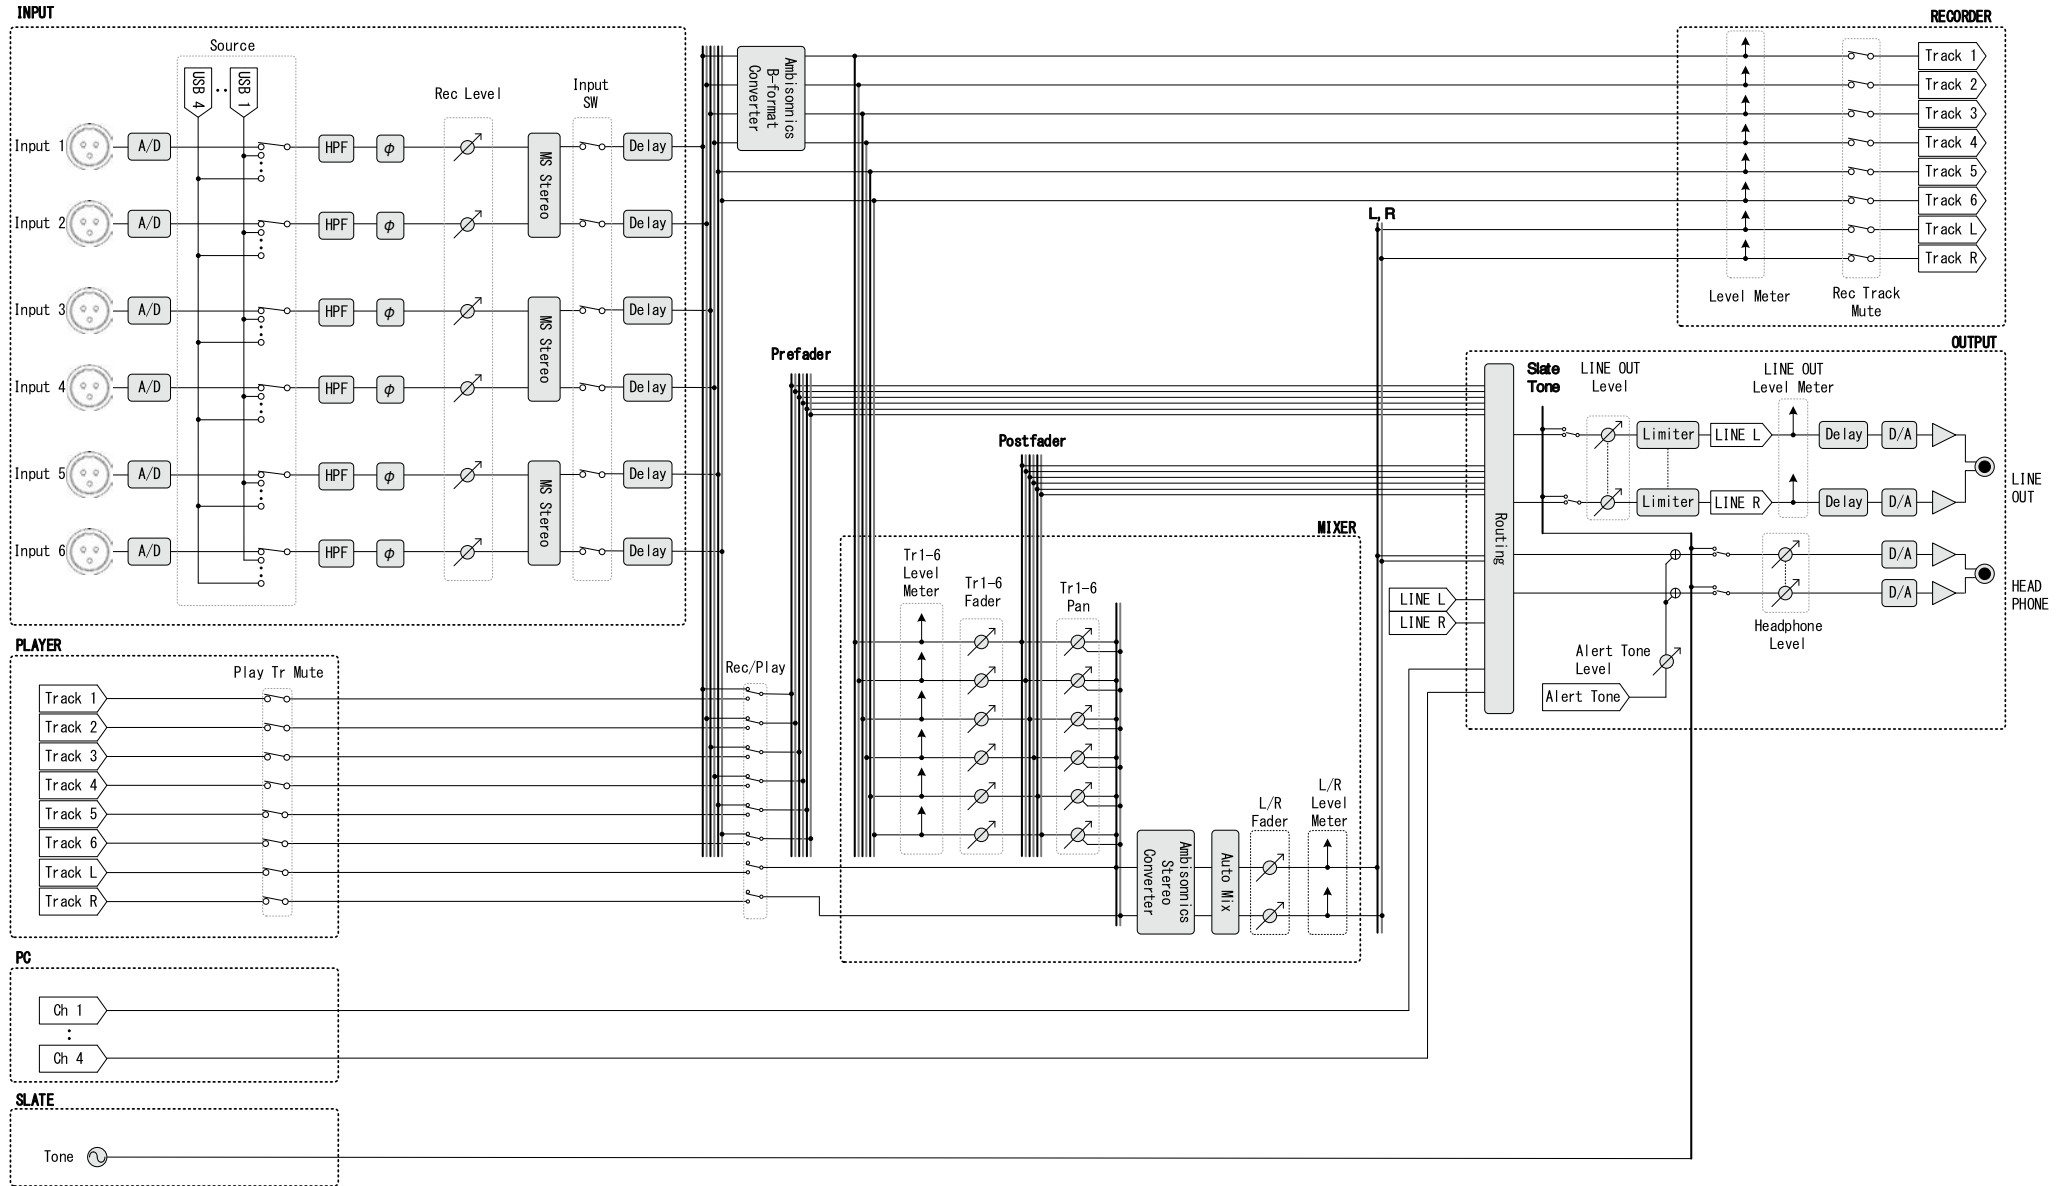 INPUT
Source
USB 4
USB 1
Rec Level
Input
SW
Input 1
A/D
HPF
φ
MS Stereo
Delay
Input 2
A/D
HPF
φ
Delay
Input 3
A/D
HPF
φ
MS Stereo
Delay
Input 4
A/D
HPF
φ
Delay
Input 5
A/D
HPF
φ
MS Stereo
Delay
Input 6
A/D
HPF
φ
Delay
Ambisonnics
B-format
Converter
RECORDER
Track 1
Track 2
Track 3
Track 4
Track 5
Track 6
Track L
Track R
Level Meter
Rec Track
Mute
L, R
Prefader
Postfader
OUTPUT
Routing
Slate
Tone
LINE OUT
Level
LINE OUT
Level Meter
Limiter
LINE L
Delay
D/A
Limiter
LINE R
Delay
D/A
LINE
OUT
D/A
D/A
HEAD
PHONE
Headphone
Level
LINE L
LINE R
Alert Tone
Level
Alert Tone
MIXER
Tr1-6
Level
Meter
Tr1-6
Fader
Tr1-6
Pan
Ambisonnics
Stereo
Converter
Auto Mix
L/R
Fader
L/R
Level
Meter
PLAYER
Play Tr Mute
Rec/Play
Track 1
Track 2
Track 3
Track 4
Track 5
Track 6
Track L
Track R
PC
Ch 1
Ch 4
SLATE
Tone